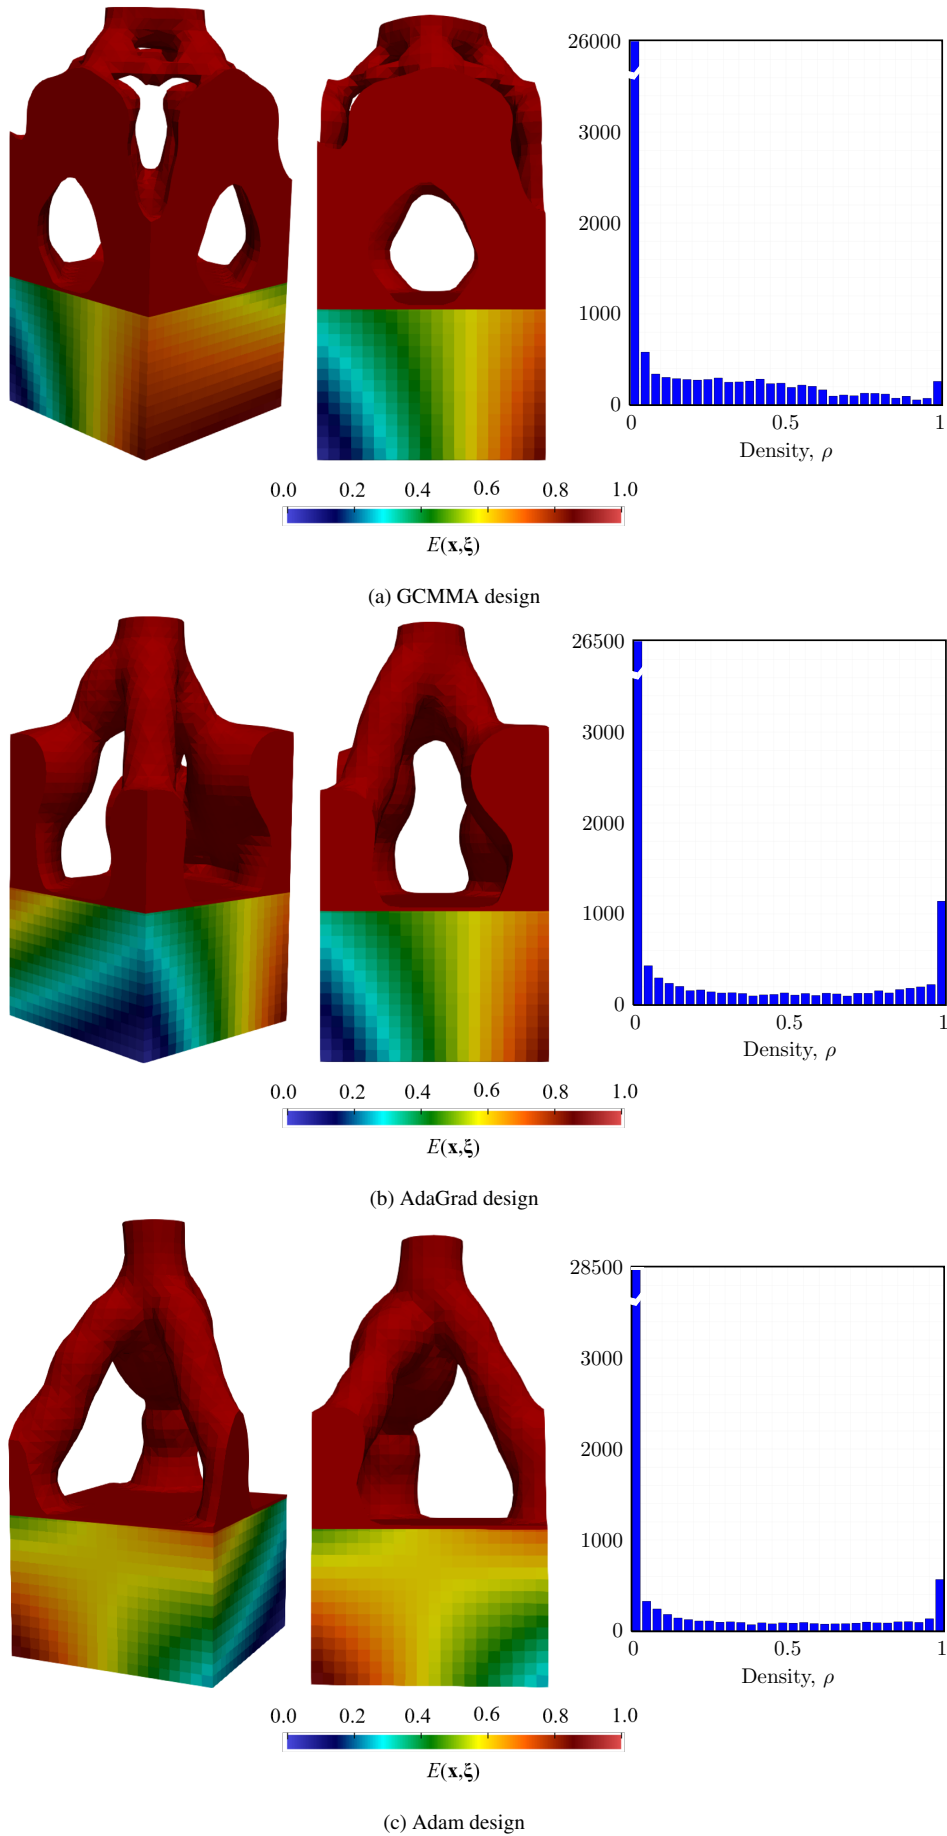 26000
3000
2000
1000
0
0 0.5 1
Density, ρ
0.0 0.2 0.4 0.6 0.8 1.0
E(x,ξ)
(a) GCMMA design
26500
3000
2000
1000
0
0 0.5 1
Density, ρ
0.0 0.2 0.4 0.6 0.8 1.0
E(x,ξ)
(b) AdaGrad design
28500
3000
2000
1000
0
0 0.5 1
Density, ρ
0.0 0.2 0.4 0.6 0.8 1.0
E(x,ξ)
(c) Adam design